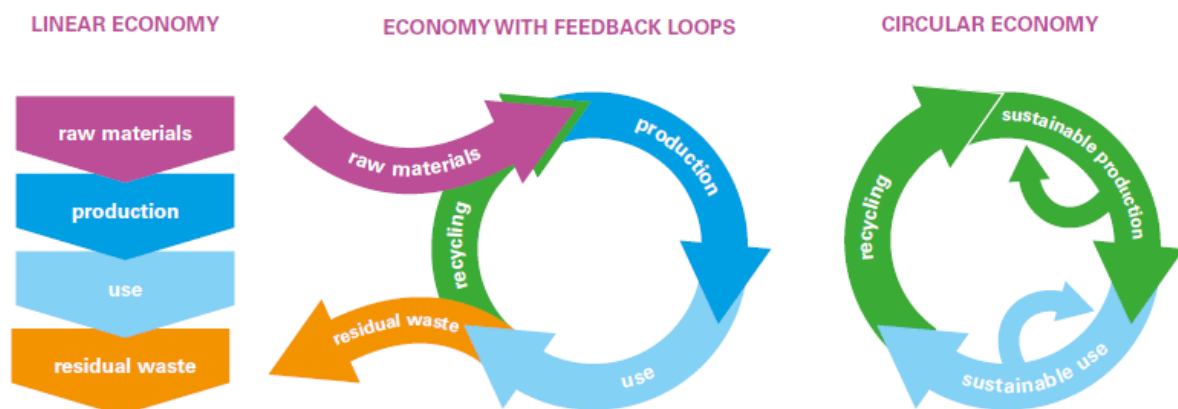 LINEAR ECONOMY
raw materials
production
use
residual waste
ECONOMY WITH FEEDBACK LOOPS
raw materials
production
recycling
residual waste
use
CIRCULAR ECONOMY
sustainable production
recycling
sustainable use